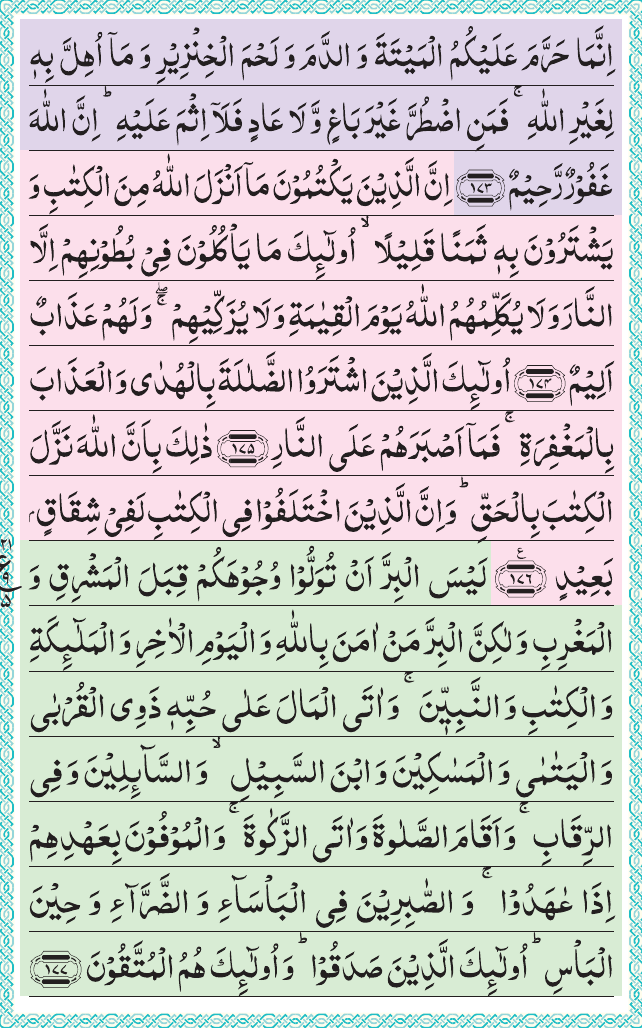 اِنَّمَا حَرَّمَ عَلَيْكُمُ الْمَيْتَةَ وَ الدَّمَ وَ لَحْمَ الْخِنْزِيْرِ وَ مَاۤ اُهِلَّ بِهٖ
لِغَيْرِ اللّٰهِ ۚ فَمَنِ اضْطُرَّ غَيْرَ بَاغٍ وَّ لَا عَادٍ فَلَاۤ اِثْمَ عَلَيْهِ ؕ اِنَّ اللّٰهَ
غَفُوْرٌ رَّحِيْمٌ ﴿۱۷۳﴾ اِنَّ الَّذِيْنَ يَكْتُمُوْنَ مَاۤ اَنْزَلَ اللّٰهُ مِنَ الْكِتٰبِ وَ
يَشْتَرُوْنَ بِهٖ ثَمَنًا قَلِيْلًا ۙ اُولٰٓئِكَ مَا يَاْكُلُوْنَ فِيْ بُطُوْنِهِمْ اِلَّا
النَّارَ وَ لَا يُكَلِّمُهُمُ اللّٰهُ يَوْمَ الْقِيٰمَةِ وَ لَا يُزَكِّيْهِمْ ۖۚ وَ لَهُمْ عَذَابٌ
اَلِيْمٌ ﴿۱۷۴﴾ اُولٰٓئِكَ الَّذِيْنَ اشْتَرَوُا الضَّلٰلَةَ بِالْهُدٰى وَ الْعَذَابَ
بِالْمَغْفِرَةِ ۚ فَمَاۤ اَصْبَرَهُمْ عَلَى النَّارِ ﴿۱۷۵﴾ ذٰلِكَ بِاَنَّ اللّٰهَ نَزَّلَ
الْكِتٰبَ بِالْحَقِّ ؕ وَ اِنَّ الَّذِيْنَ اخْتَلَفُوْا فِى الْكِتٰبِ لَفِيْ شِقَاقٍۭ
بَعِيْدٍ ﴿۱۷۶﴾ ع لَيْسَ الْبِرَّ اَنْ تُوَلُّوْا وُجُوْهَكُمْ قِبَلَ الْمَشْرِقِ وَ
الْمَغْرِبِ وَ لٰكِنَّ الْبِرَّ مَنْ اٰمَنَ بِاللّٰهِ وَ الْيَوْمِ الْاٰخِرِ وَ الْمَلٰٓئِكَةِ
وَ الْكِتٰبِ وَ النَّبِيّٖنَ ۚ وَ اٰتَى الْمَالَ عَلٰى حُبِّهٖ ذَوِى الْقُرْبٰى
وَ الْيَتٰمٰى وَ الْمَسٰكِيْنَ وَ ابْنَ السَّبِيْلِ ۙ وَ السَّآىِٕلِيْنَ وَ فِى
الرِّقَابِ ۚ وَ اَقَامَ الصَّلٰوةَ وَ اٰتَى الزَّكٰوةَ ۚ وَ الْمُوْفُوْنَ بِعَهْدِهِمْ
اِذَا عٰهَدُوْا ۚ وَ الصّٰبِرِيْنَ فِى الْبَاْسَآءِ وَ الضَّرَّآءِ وَ حِيْنَ
الْبَاْسِ ؕ اُولٰٓئِكَ الَّذِيْنَ صَدَقُوْا ؕ وَ اُولٰٓئِكَ هُمُ الْمُتَّقُوْنَ ﴿۱۷۷﴾